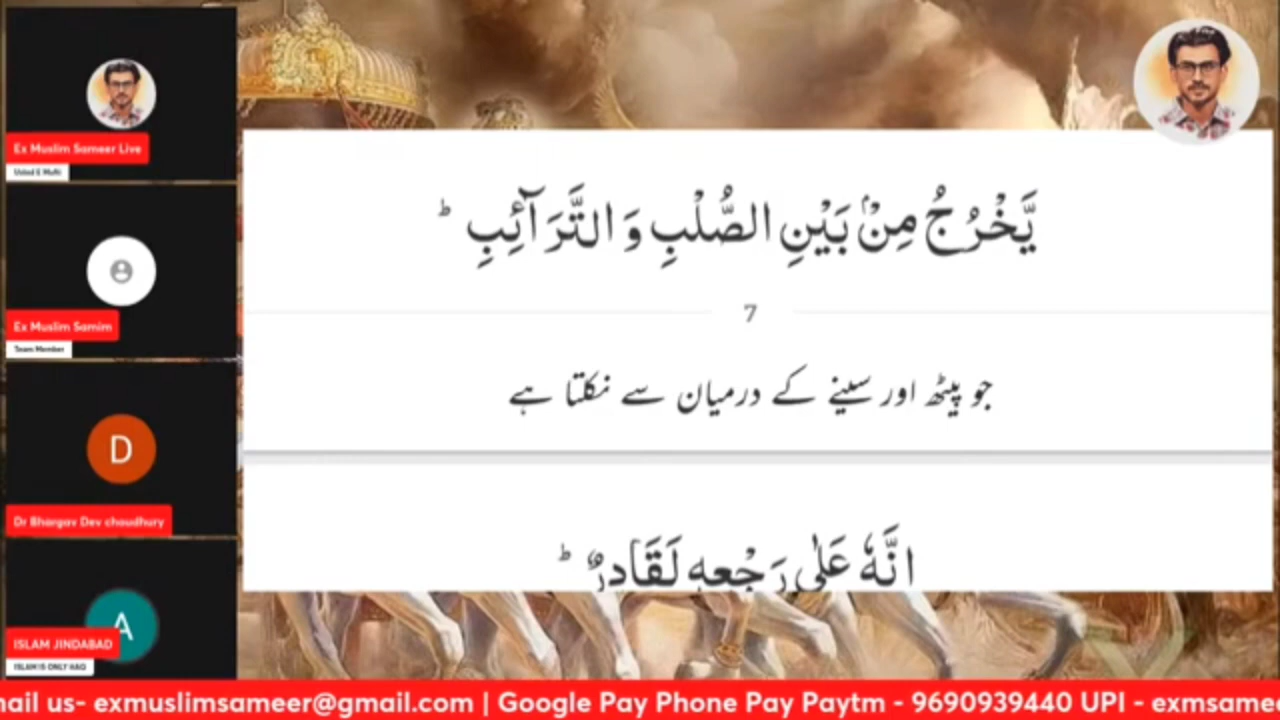 Ex Muslim Sameer Live
Ustad E Mufti
Ex Muslim Samim
Team Member
D
Dr Bhargav Dev choudhury
A
ISLAM JINDABAD
ISLAM IS ONLY HAQ
يَّخْرُجُ مِنْۢ بَيْنِ الصُّلْبِ وَ التَّرَآئِبِ ؕ
7
جو پیٹھ اور سینے کے درمیان سے نکلتا ہے
اِنَّهٗ عَلٰى رَجْعِهٖ لَقَادِرٌ ؕ
ail us- exmuslimsameer@gmail.com | Google Pay Phone Pay Paytm - 9690939440 UPI - exmsamee